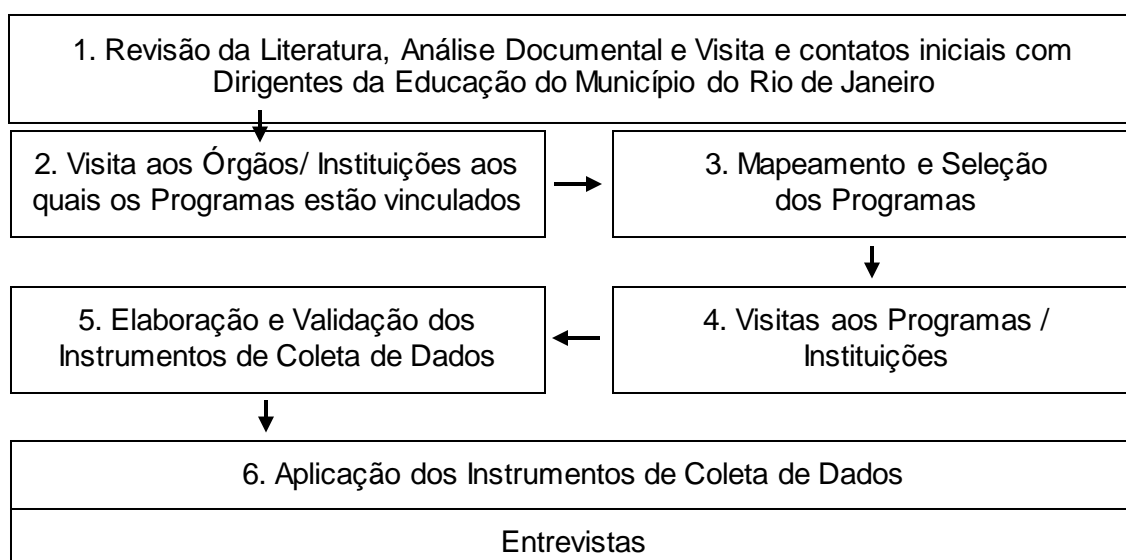 1. Revisão da Literatura, Análise Documental e Visita e contatos iniciais com
Dirigentes da Educação do Município do Rio de Janeiro
2. Visita aos Órgãos/ Instituições aos
quais os Programas estão vinculados
3. Mapeamento e Seleção
dos Programas
5. Elaboração e Validação dos
Instrumentos de Coleta de Dados
4. Visitas aos Programas /
Instituições
6. Aplicação dos Instrumentos de Coleta de Dados
Entrevistas